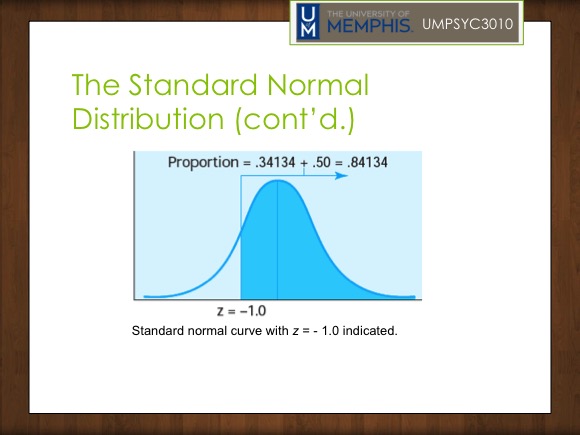 UM
THE UNIVERSITY OF
MEMPHIS.
UMPSYC3010
The Standard Normal
Distribution (cont’d.)
Proportion = .34134 + .50 = .84134
z = –1.0
Standard normal curve with z = - 1.0 indicated.